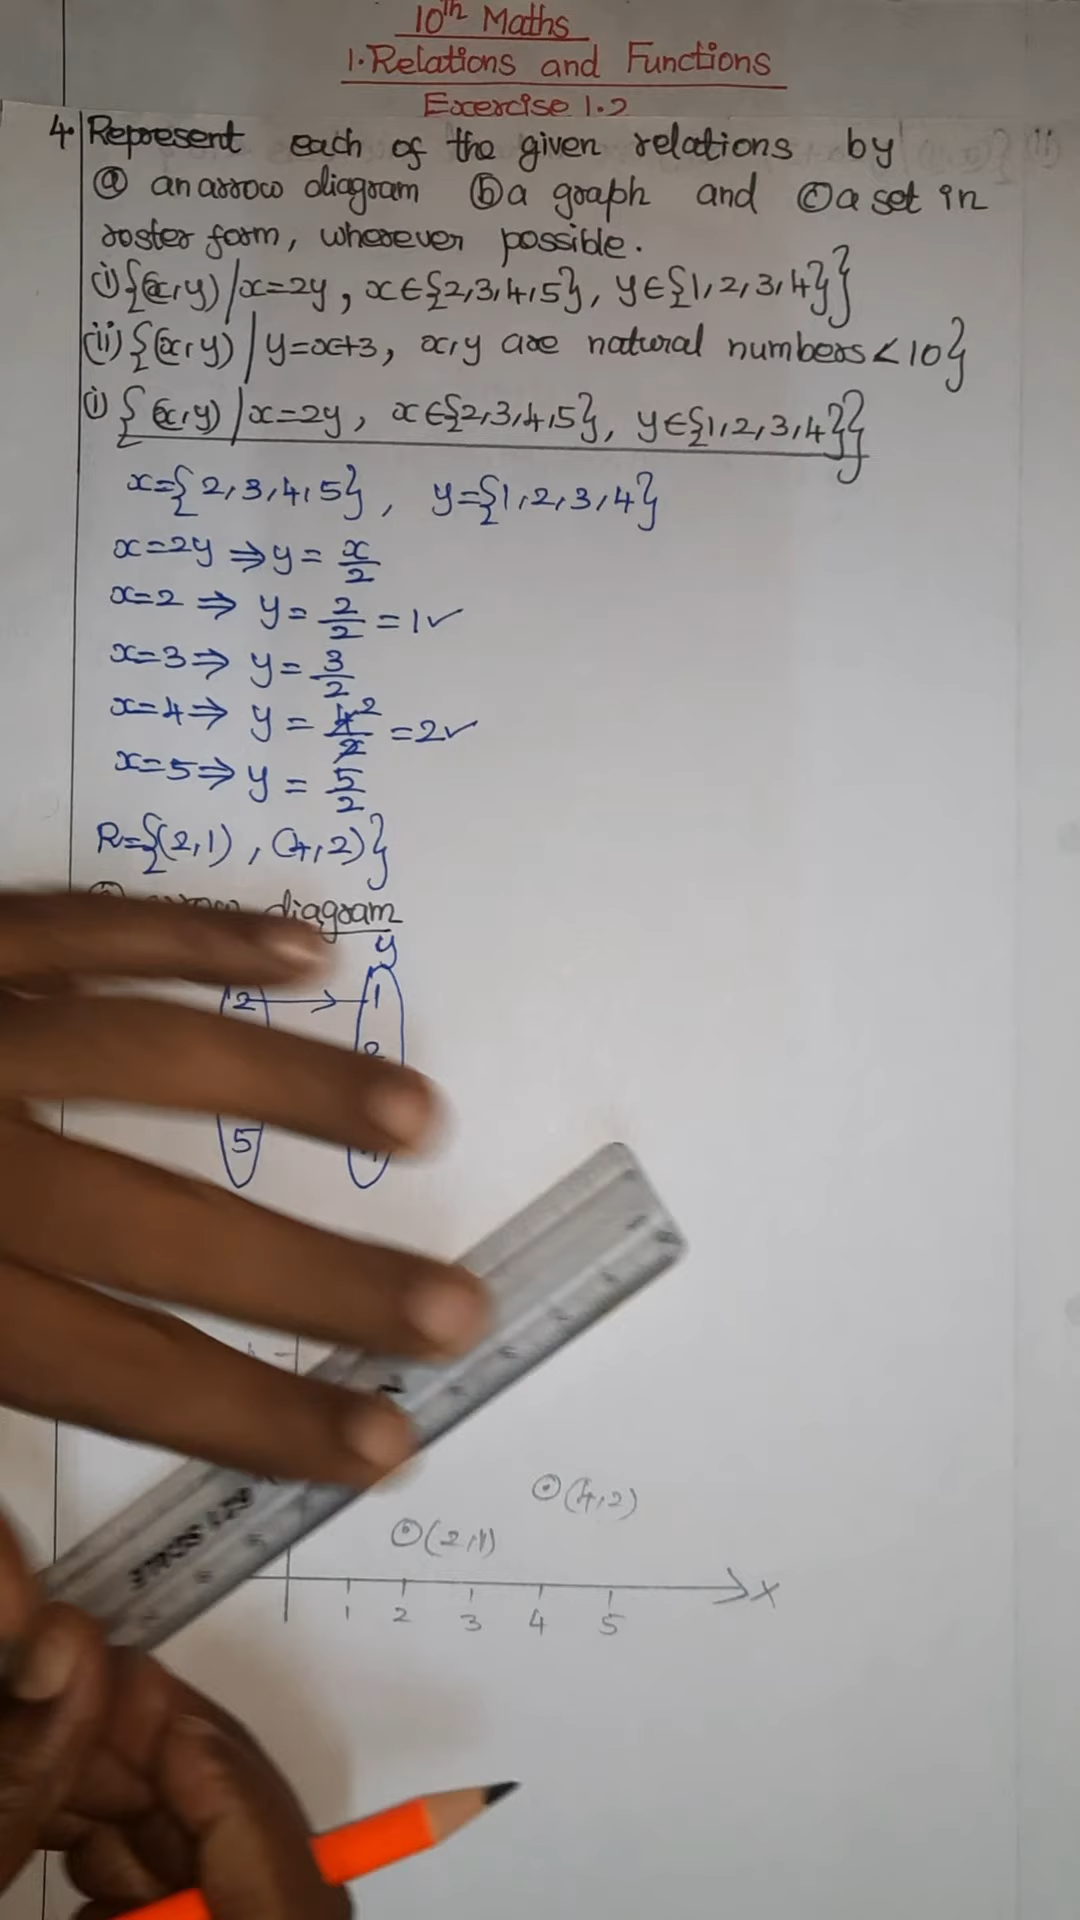 10th Maths
1. Relations and Functions
Exercise 1.2
4. Represent each of the given relations by
ⓐ an arrow diagram ⓑ a graph and ⓒ a set in
roster form, wherever possible.
(i) {(x,y) / x=2y, x∈{2,3,4,5}, y∈{1,2,3,4}}
(ii) {(x,y) / y=x+3, x,y are natural numbers < 10}
(i) {(x,y) / x=2y, x∈{2,3,4,5}, y∈{1,2,3,4}}
x={2,3,4,5}, y={1,2,3,4}
x=2y ⇒ y = x/2
x=2 ⇒ y = 2/2 = 1✓
x=3 ⇒ y = 3/2
x=4 ⇒ y = 4/2 2 = 2✓
x=5 ⇒ y = 5/2
R={(2,1), (4,2)}
diagram
y
2 → 1
2
5
(4,2)
(2,1)
X
1 2 3 4 5
SCALE